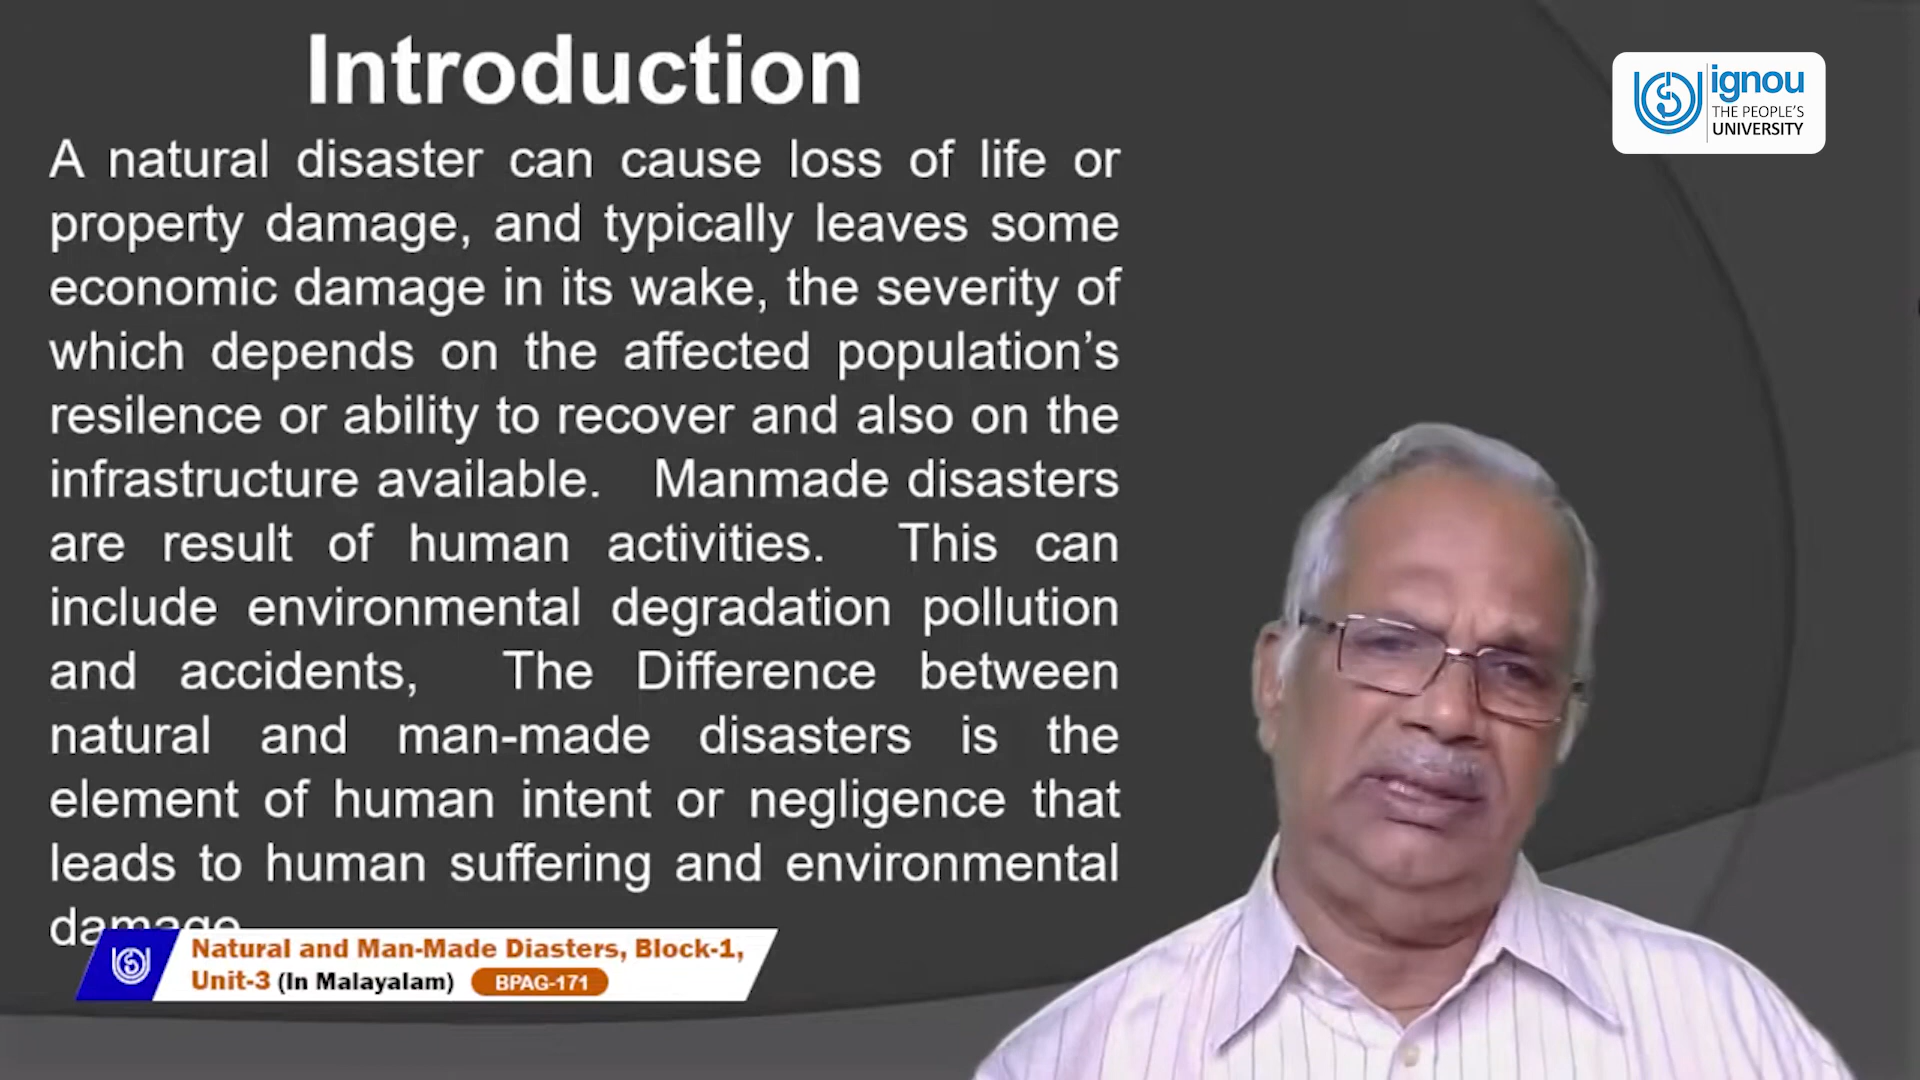 Introduction
A natural disaster can cause loss of life or
property damage, and typically leaves some
economic damage in its wake, the severity of
which depends on the affected population’s
resilence or ability to recover and also on the
infrastructure available. Manmade disasters
are result of human activities. This can
include environmental degradation pollution
and accidents, The Difference between
natural and man-made disasters is the
element of human intent or negligence that
leads to human suffering and environmental
damage
ignou
THE PEOPLE'S
UNIVERSITY
Natural and Man-Made Diasters, Block-1,
Unit-3 (In Malayalam) BPAG-171